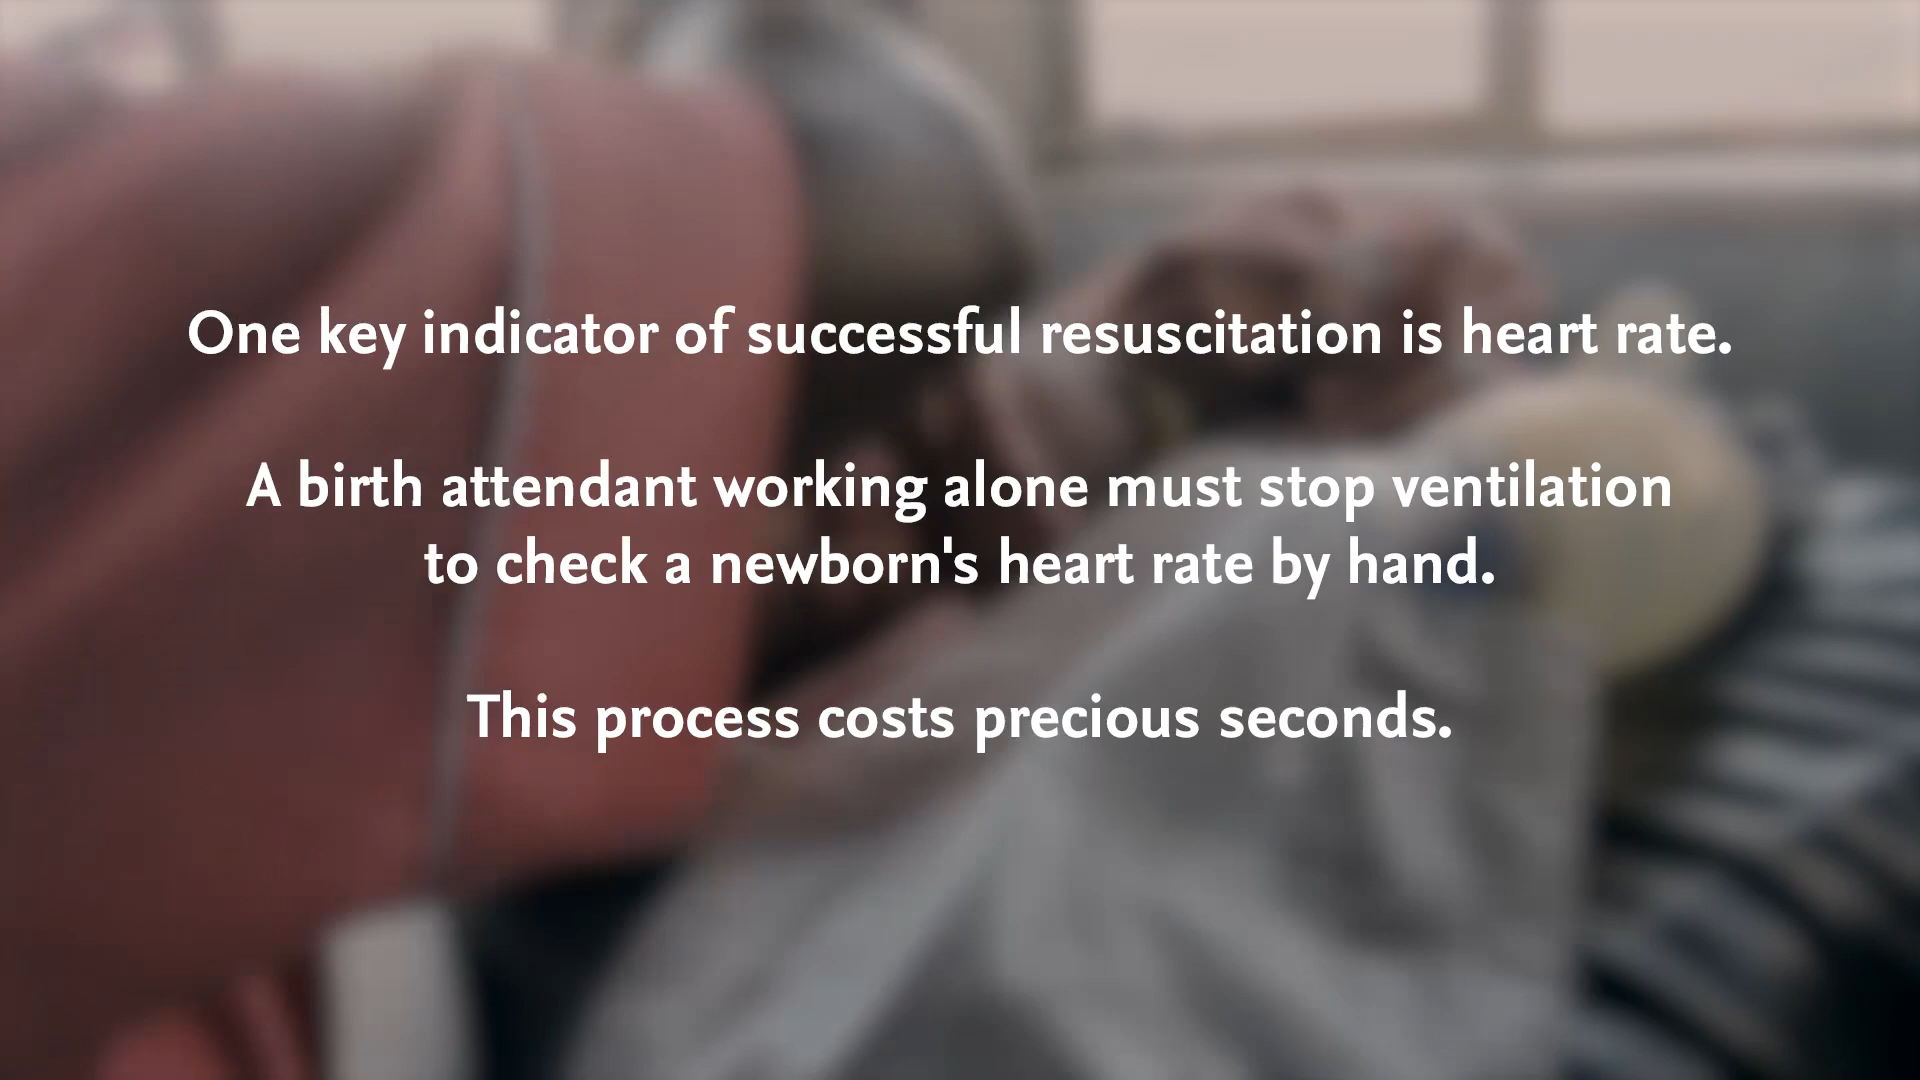 One key indicator of successful resuscitation is heart rate.
A birth attendant working alone must stop ventilation
to check a newborn's heart rate by hand.
This process costs precious seconds.